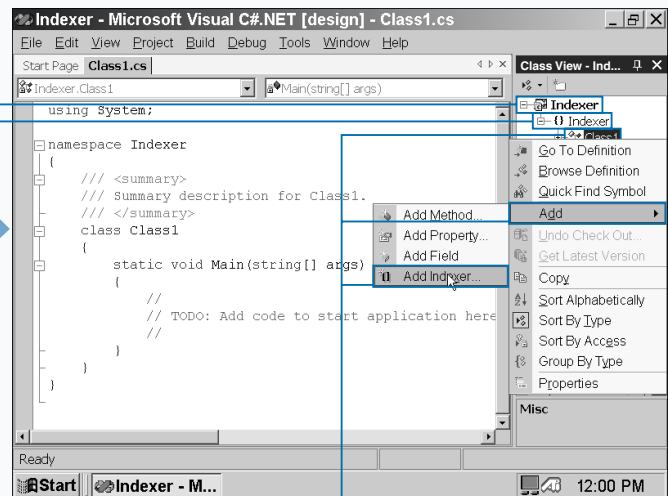 Indexer - Microsoft Visual C#.NET [design] - Class1.cs
File Edit View Project Build Debug Tools Window Help
Start Page Class1.cs
Indexer.Class1 Main(string[] args)
using System;
namespace Indexer
{
/// <summary>
/// Summary description for Class1.
/// </summary>
class Class1
{
static void Main(string[] args)
{
//
// TODO: Add code to start application here
//
}
}
}
Class View - Ind...
Indexer
{} Indexer
Class1
Go To Definition
Browse Definition
Quick Find Symbol
Add
Undo Check Out...
Get Latest Version
Copy
Sort Alphabetically
Sort By Type
Sort By Access
Group By Type
Properties
Add Method...
Add Property...
Add Field
Add Indexer...
Misc
Ready
Start Indexer - M... 12:00 PM